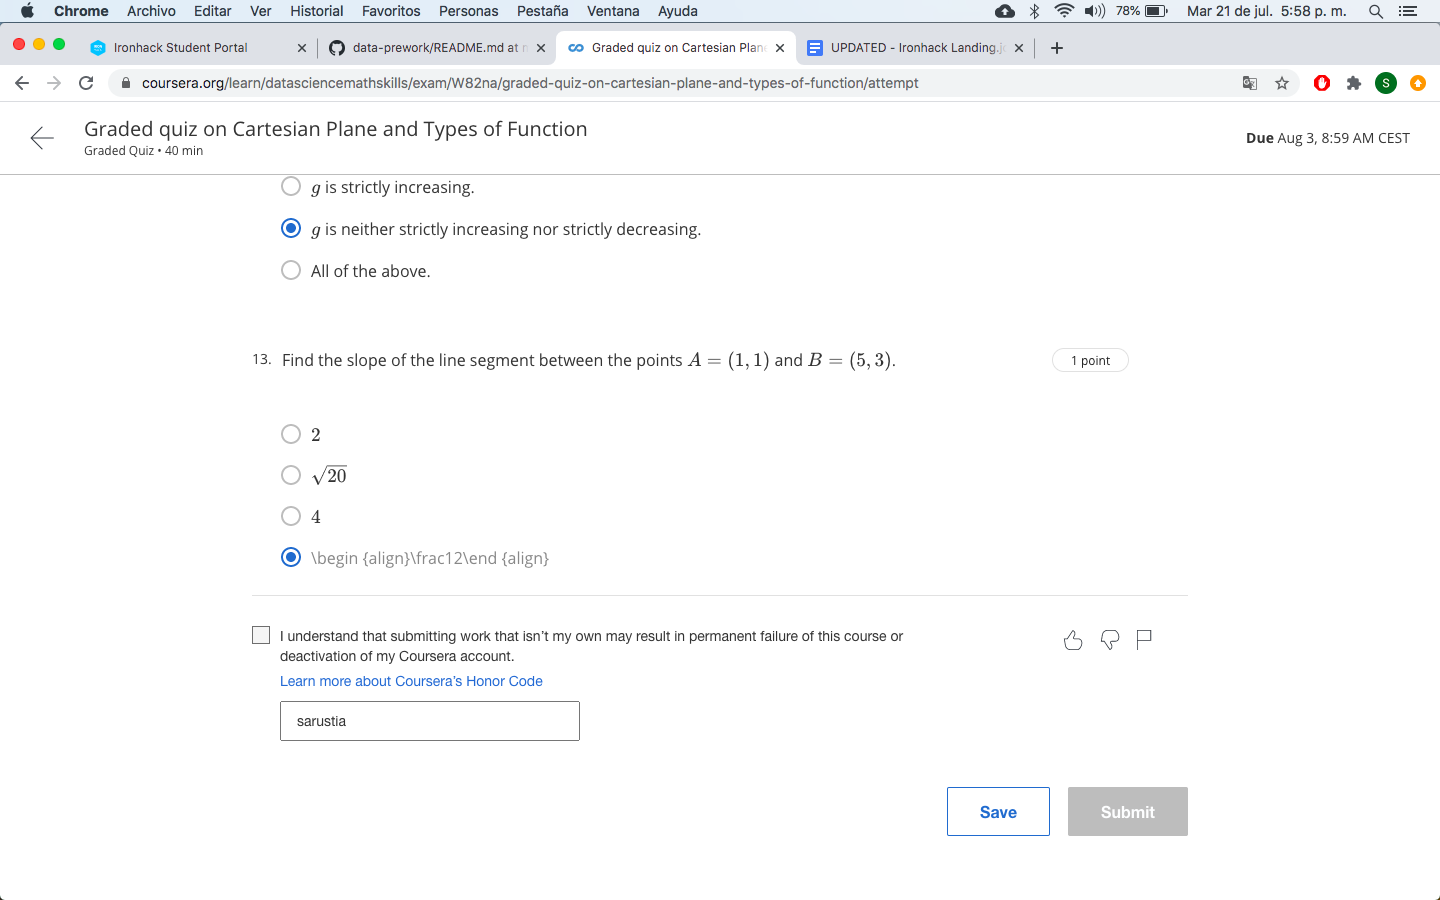 Chrome Archivo Editar Ver Historial Favoritos Personas Pestaña Ventana Ayuda 78% Mar 21 de jul. 5:58 p. m.
Ironhack Student Portal data-prework/README.md at Graded quiz on Cartesian Plane UPDATED - Ironhack Landing.
coursera.org/learn/datasciencemathskills/exam/W82na/graded-quiz-on-cartesian-plane-and-types-of-function/attempt S
Graded quiz on Cartesian Plane and Types of Function
Graded Quiz • 40 min
Due Aug 3, 8:59 AM CEST
g is strictly increasing.
g is neither strictly increasing nor strictly decreasing.
All of the above.
13. Find the slope of the line segment between the points A = (1, 1) and B = (5, 3). 1 point
2
√20
4
\begin {align}\frac12\end {align}
I understand that submitting work that isn't my own may result in permanent failure of this course or
deactivation of my Coursera account.
Learn more about Coursera's Honor Code
sarustia
Save Submit